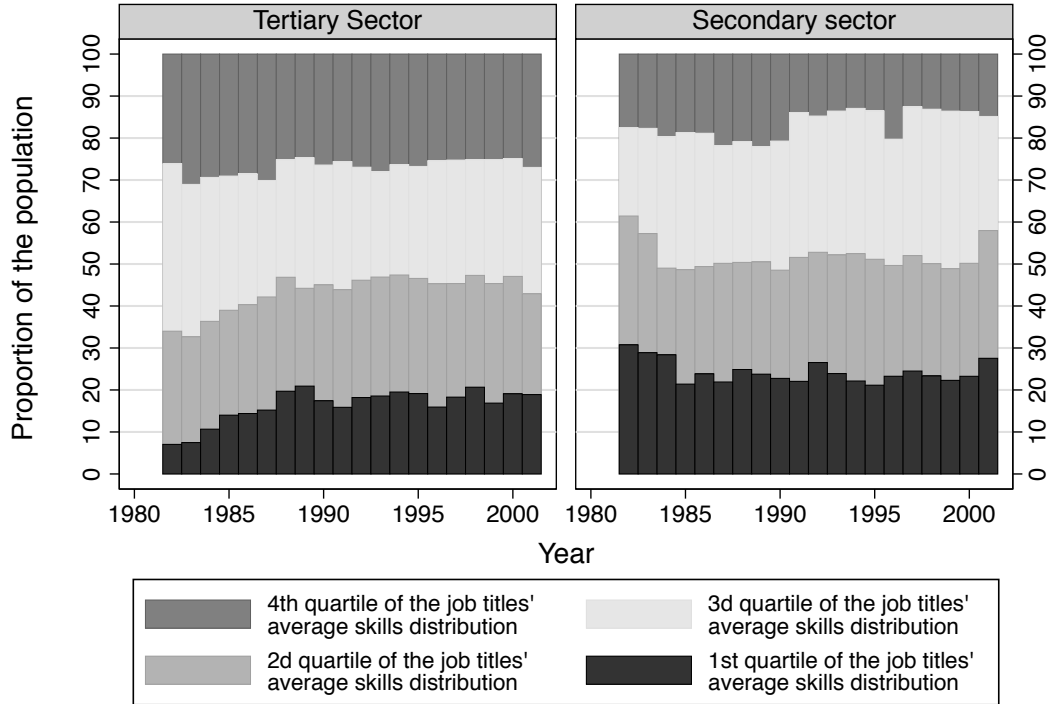 Tertiary Sector
Secondary sector
Proportion of the population
100
90
80
70
60
50
40
30
20
10
0
100
90
80
70
60
50
40
30
20
10
0
1980 1985 1990 1995 2000
1980 1985 1990 1995 2000
Year
4th quartile of the job titles'
average skills distribution
3d quartile of the job titles'
average skills distribution
2d quartile of the job titles'
average skills distribution
1st quartile of the job titles'
average skills distribution